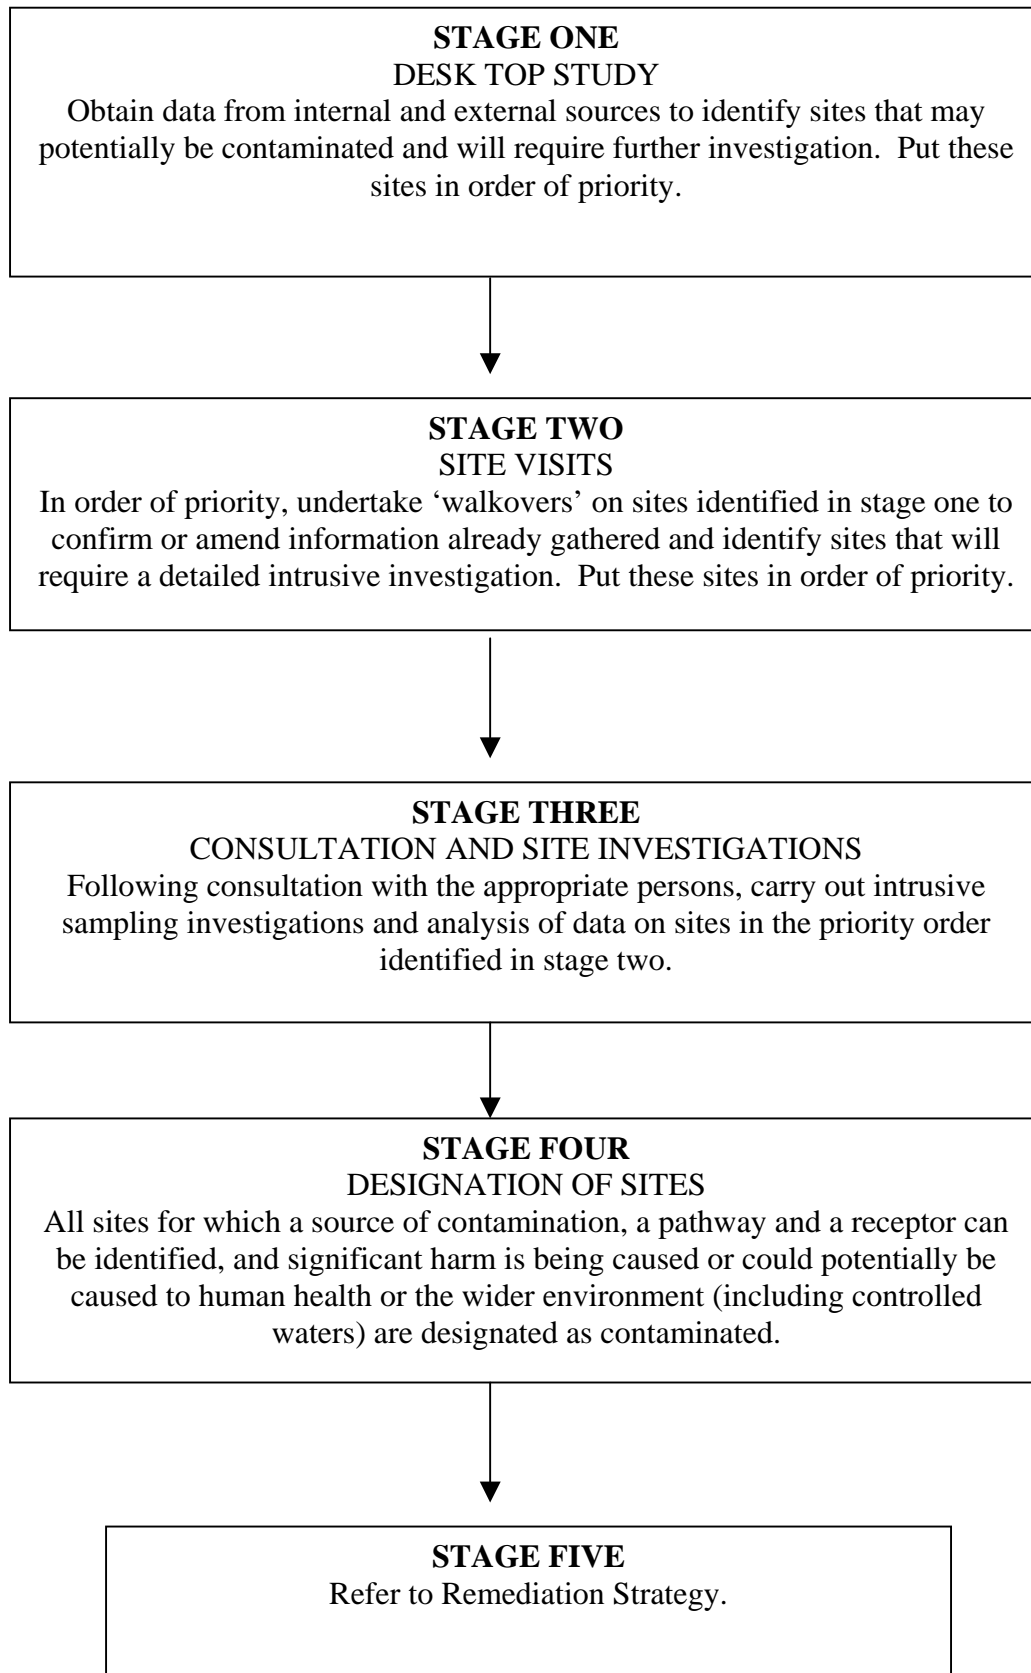 STAGE ONE
DESK TOP STUDY
Obtain data from internal and external sources to identify sites that may
potentially be contaminated and will require further investigation.  Put these
sites in order of priority.
STAGE TWO
SITE VISITS
In order of priority, undertake ‘walkovers’ on sites identified in stage one to
confirm or amend information already gathered and identify sites that will
require a detailed intrusive investigation.  Put these sites in order of priority.
STAGE THREE
CONSULTATION AND SITE INVESTIGATIONS
Following consultation with the appropriate persons, carry out intrusive
sampling investigations and analysis of data on sites in the priority order
identified in stage two.
STAGE FOUR
DESIGNATION OF SITES
All sites for which a source of contamination, a pathway and a receptor can
be identified, and significant harm is being caused or could potentially be
caused to human health or the wider environment (including controlled
waters) are designated as contaminated.
STAGE FIVE
Refer to Remediation Strategy.